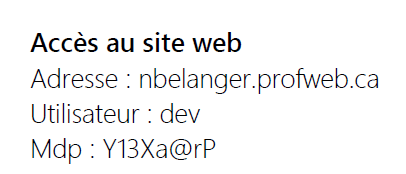 Accès au site web
Adresse : nbelanger.profweb.ca
Utilisateur : dev
Mdp : Y13Xa@rP